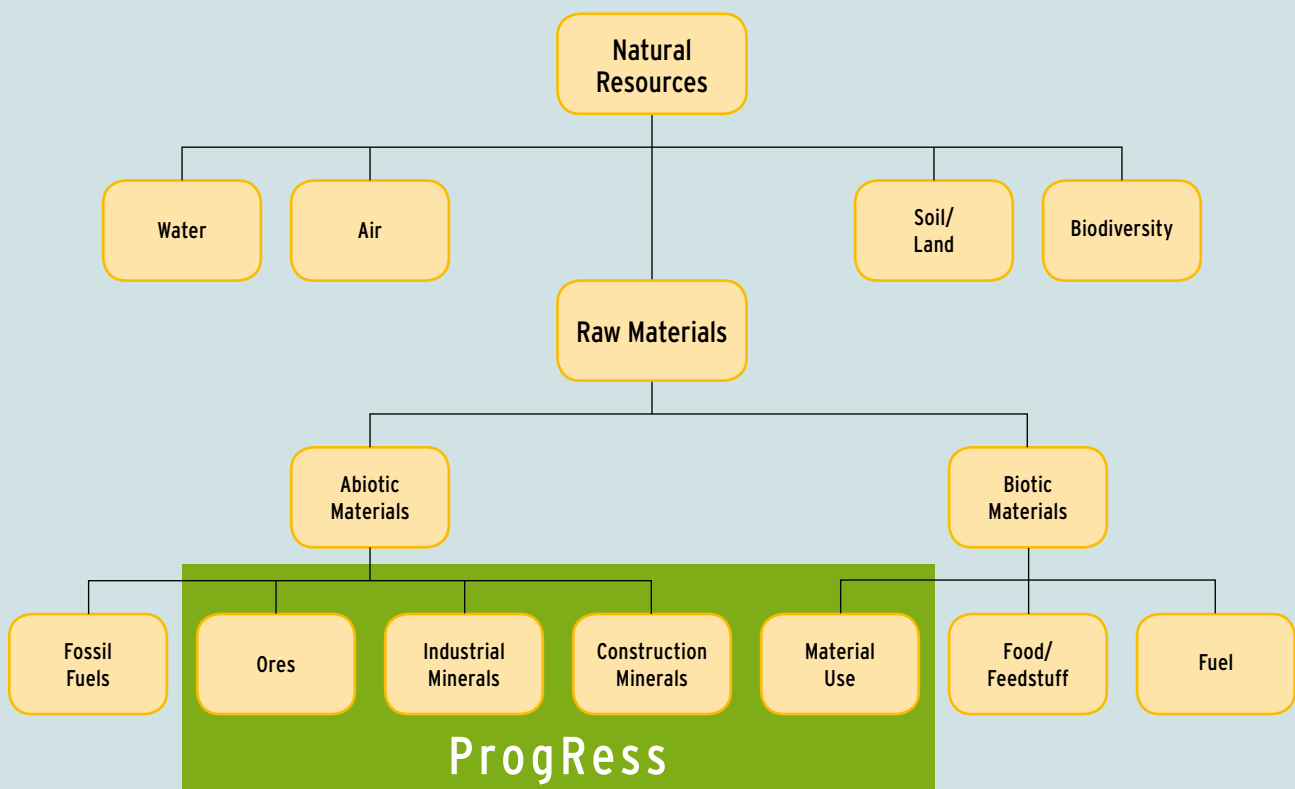 Natural
Resources
Water
Air
Soil/
Land
Biodiversity
Raw Materials
Abiotic
Materials
Biotic
Materials
Fossil
Fuels
Ores
Industrial
Minerals
Construction
Minerals
Material
Use
Food/
Feedstuff
Fuel
ProgRess